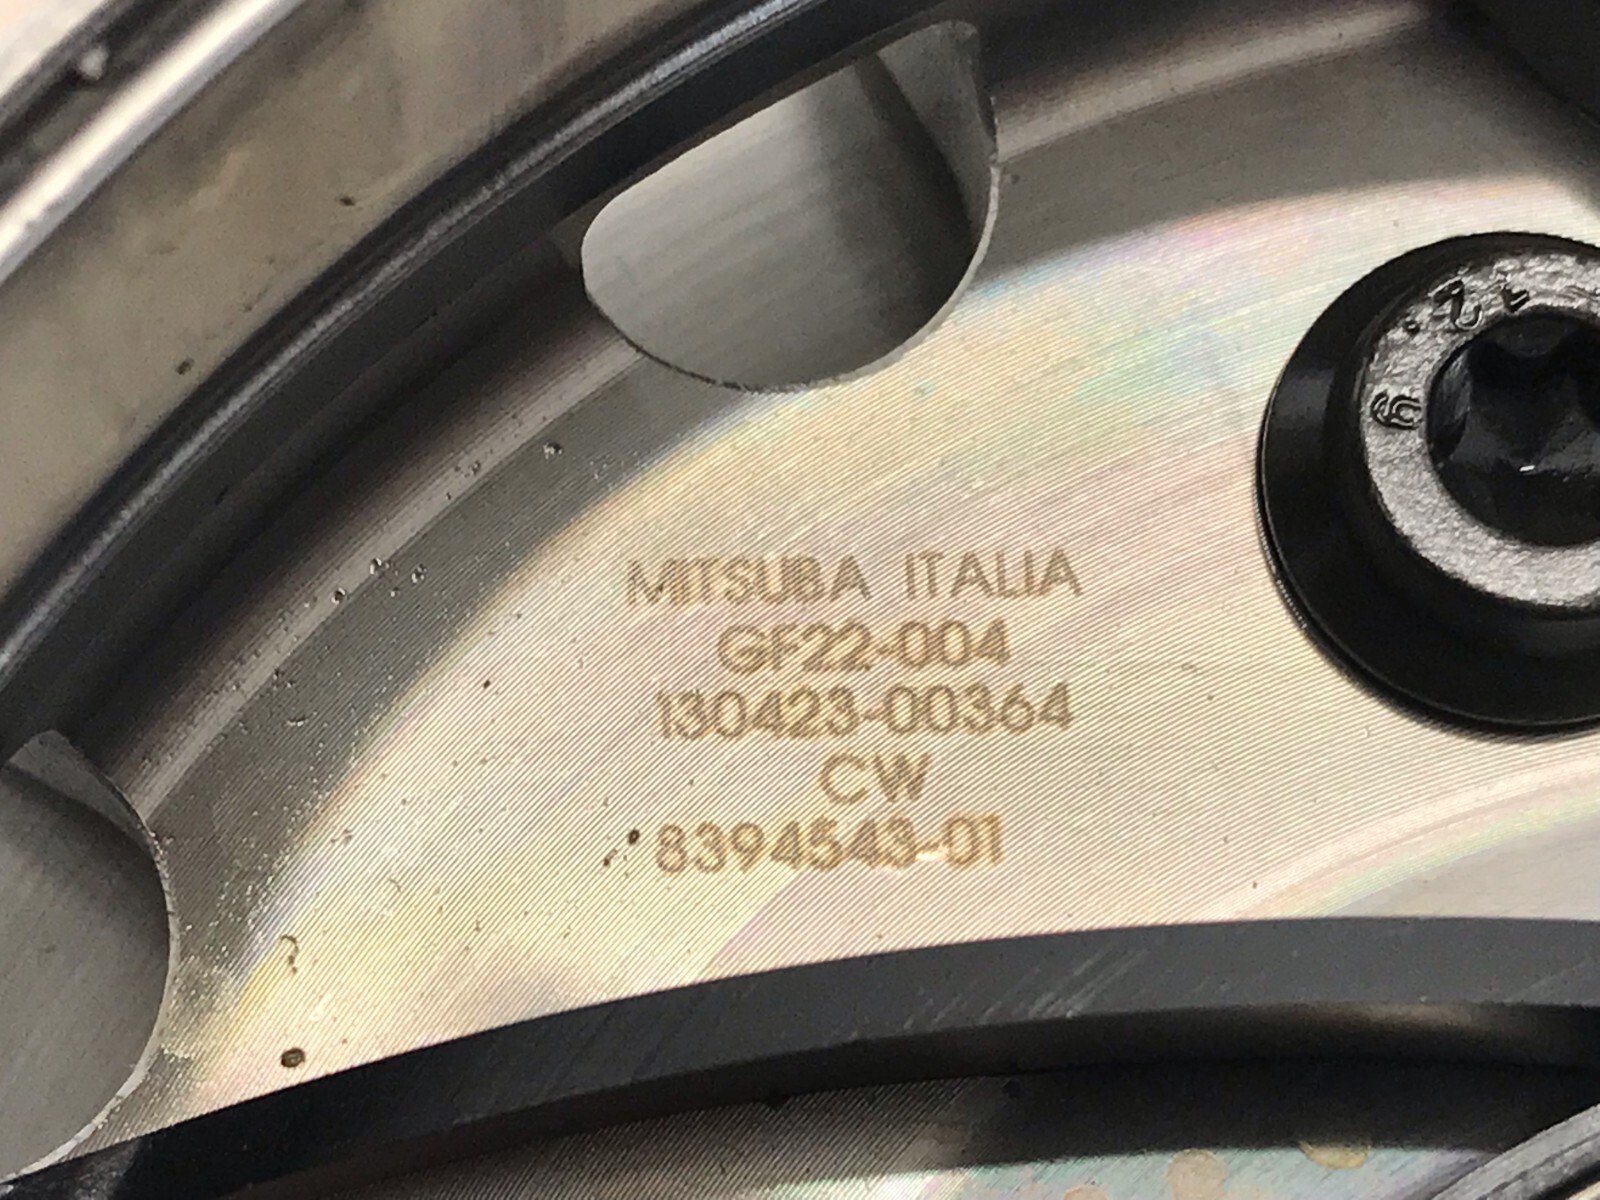 MITSUBA ITALIA
GF22-004
130423-00364
CW
8394543-01